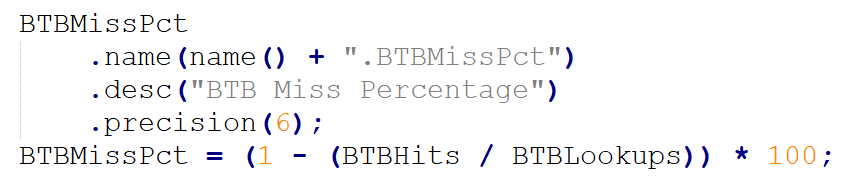 BTBMissPct
.name(name() + ".BTBMissPct")
.desc("BTB Miss Percentage")
.precision(6);
BTBMissPct = (1 - (BTBHits / BTBLookups)) * 100;